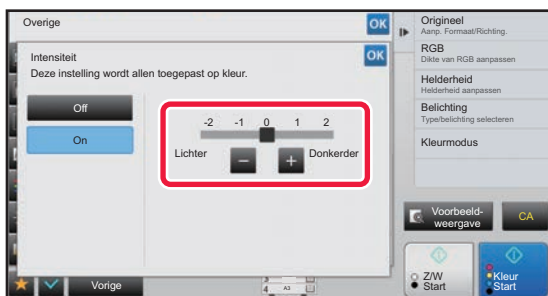 Overige
OK
Intensiteit
OK
Deze instelling wordt allen toegepast op kleur.
Off
On
-2 -1 0 1 2
Lichter
Donkerder
Vorige
3
4
A3
Origineel
Aanp. Formaat/Richting.
RGB
Dikte van RGB aanpassen
Helderheid
Helderheid aanpassen
Belichting
Type/belichting selecteren
Kleurmodus
Voorbeeld-
weergave
CA
Z/W
Start
Kleur
Start